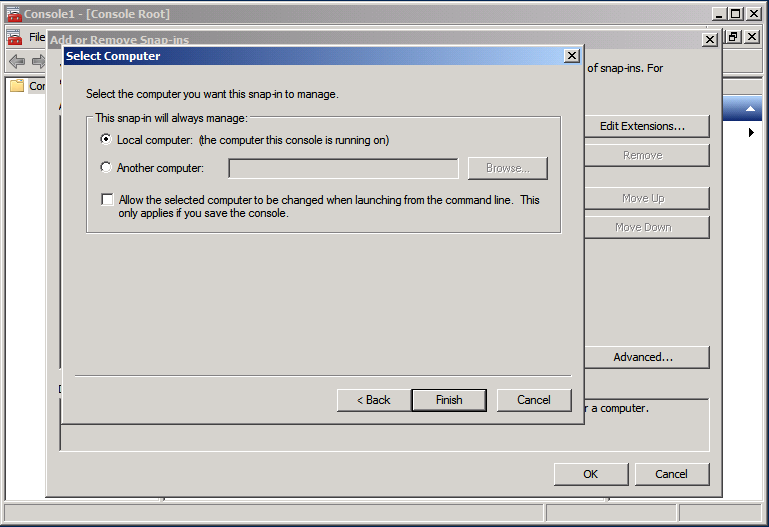 Console1 - [Console Root]
File
Add or Remove Snap-ins
of snap-ins. For
Select Computer
Select the computer you want this snap-in to manage.
This snap-in will always manage:
Local computer: (the computer this console is running on)
Another computer:
Browse...
Allow the selected computer to be changed when launching from the command line. This
only applies if you save the console.
< Back
Finish
Cancel
Edit Extensions...
Remove
Move Up
Move Down
Advanced...
r a computer.
OK
Cancel